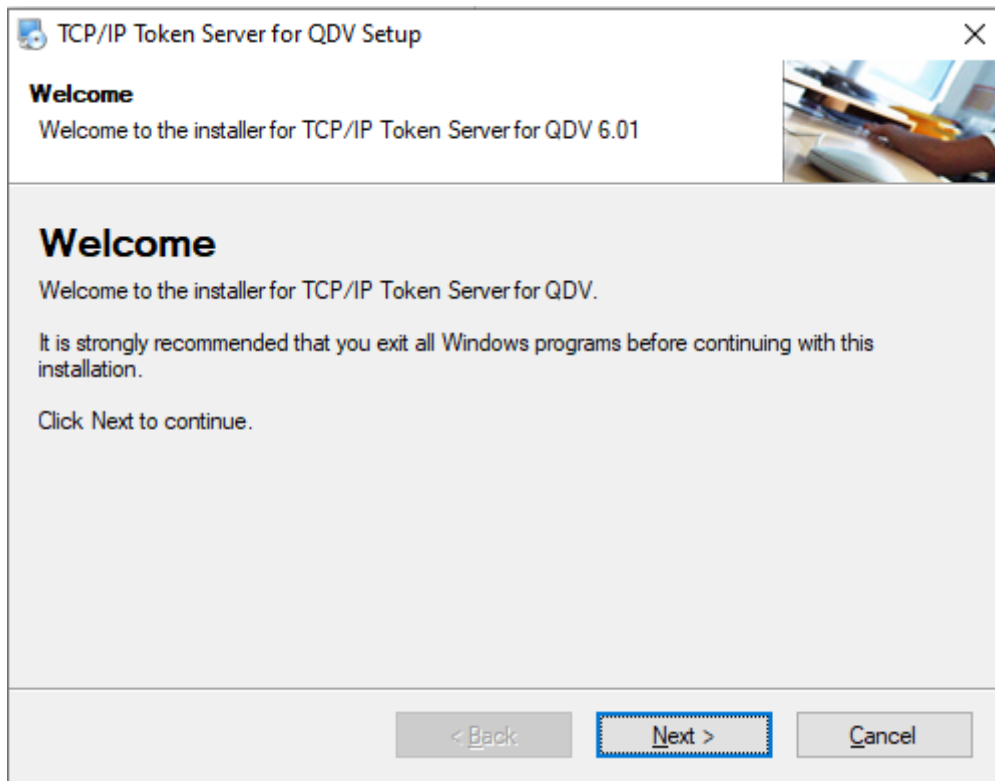 TCP/IP Token Server for QDV Setup
Welcome
Welcome to the installer for TCP/IP Token Server for QDV 6.01
Welcome
Welcome to the installer for TCP/IP Token Server for QDV.
It is strongly recommended that you exit all Windows programs before continuing with this
installation.
Click Next to continue.
< Back
Next >
Cancel